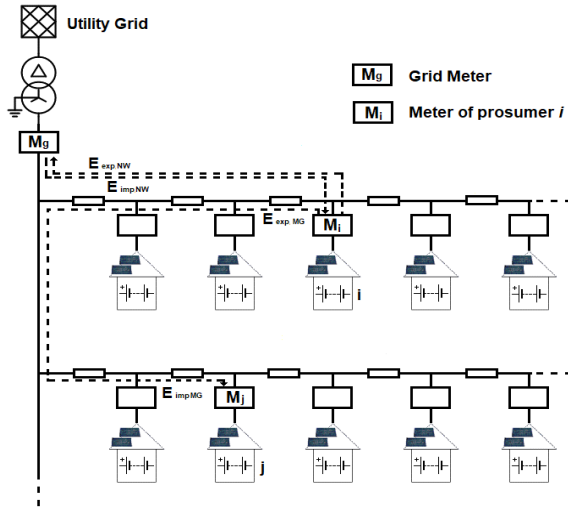 Utility Grid
Mg Grid Meter
Mi Meter of prosumer i
Mg
E exp NW
E imp NW
E exp MG
Mi
i
E imp MG
Mj
j